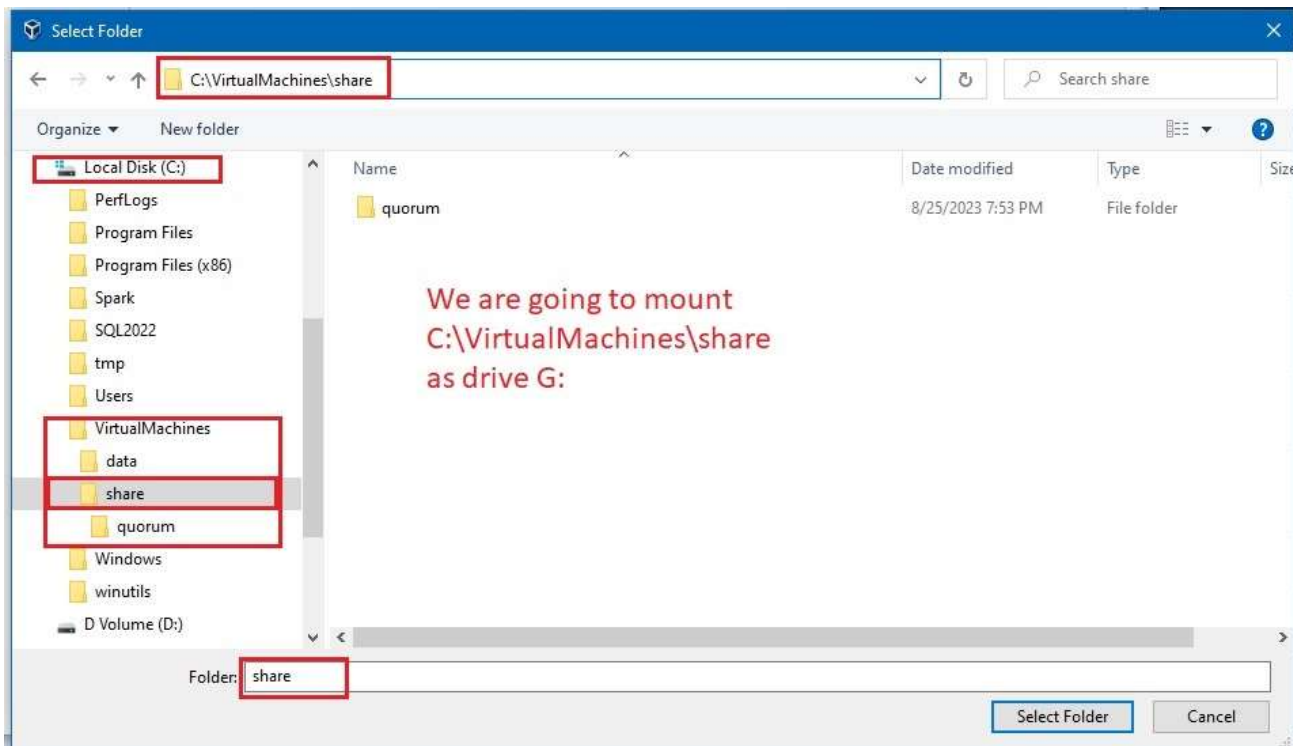 Select Folder
C:\VirtualMachines\share
Search share
Organize
New folder
Local Disk (C:)
PerfLogs
Program Files
Program Files (x86)
Spark
SQL2022
tmp
Users
VirtualMachines
data
share
quorum
Windows
winutils
D Volume (D:)
Name
Date modified
Type
Size
quorum
8/25/2023 7:53 PM
File folder
We are going to mount
C:\VirtualMachines\share
as drive G:
Folder:
share
Select Folder
Cancel